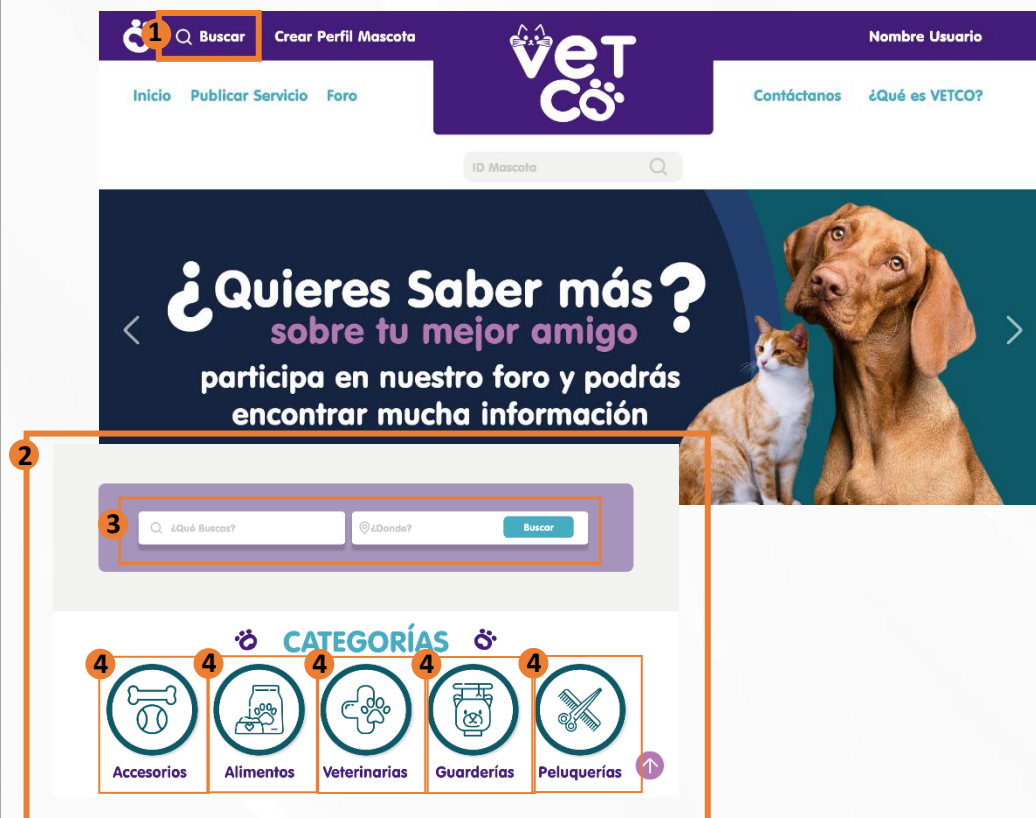 1 Buscar Crear Perfil Mascota
Nombre Usuario
vet
co
Inicio Publicar Servicio Foro
Contáctanos ¿Qué es VETCO?
ID Mascota
¿Quieres Saber más?
sobre tu mejor amigo
participa en nuestro foro y podrás
encontrar mucha información
2
3 ¿Qué Buscas? ¿Donde? Buscar
CATEGORÍAS
4 4 4 4 4
Accesorios Alimentos Veterinarias Guarderías Peluquerías